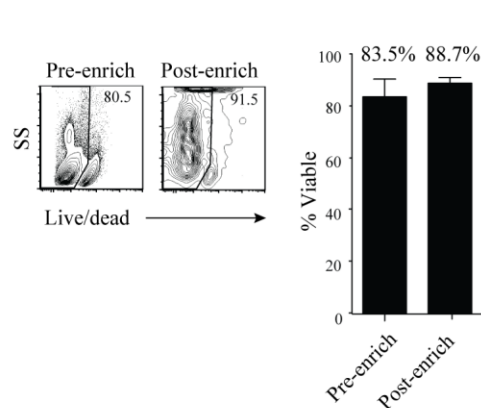 Pre-enrich
Post-enrich
80.5
91.5
SS
Live/dead
83.5% 88.7%
100
80
60
40
20
0
% Viable
Pre-enrich
Post-enrich